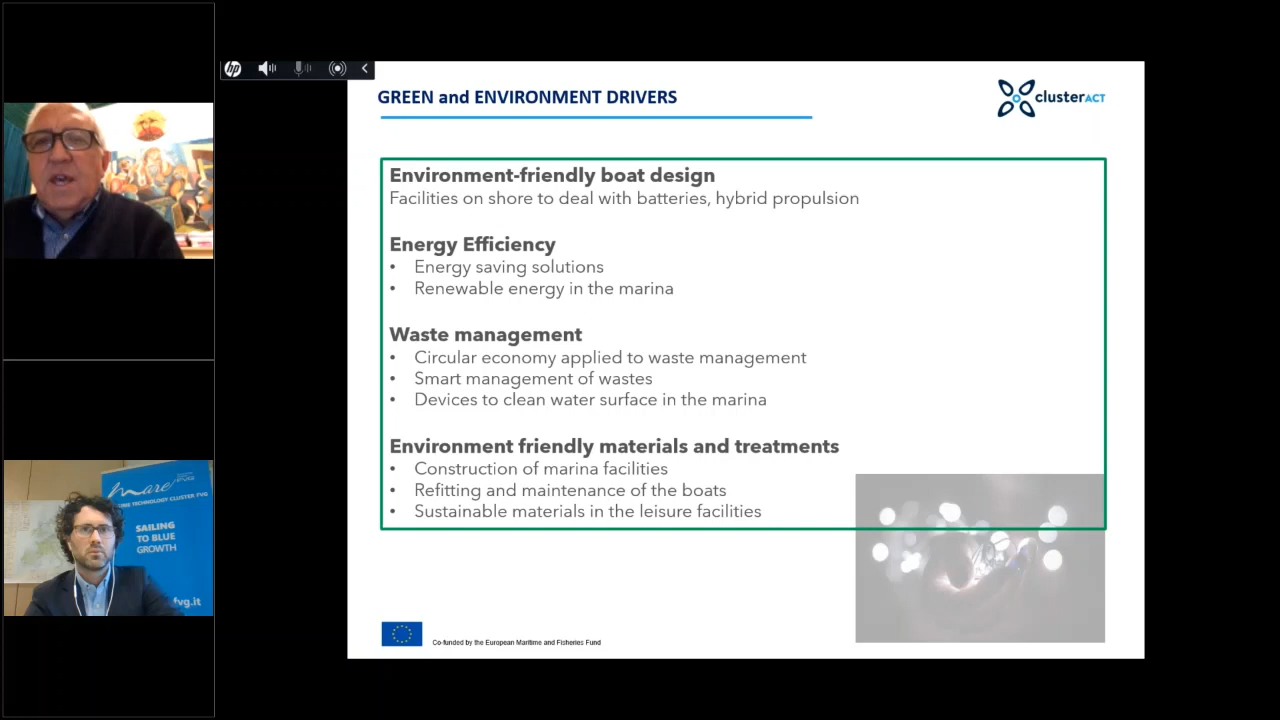 hp
GREEN and ENVIRONMENT DRIVERS
clusterACT
Environment-friendly boat design
Facilities on shore to deal with batteries, hybrid propulsion
Energy Efficiency
• Energy saving solutions
• Renewable energy in the marina
Waste management
• Circular economy applied to waste management
• Smart management of wastes
• Devices to clean water surface in the marina
Environment friendly materials and treatments
• Construction of marina facilities
• Refitting and maintenance of the boats
• Sustainable materials in the leisure facilities
Co-funded by the European Maritime and Fisheries Fund
mare
TECHNOLOGY CLUSTER FVG
SAILING
TO BLUE
GROWTH
fvg.it